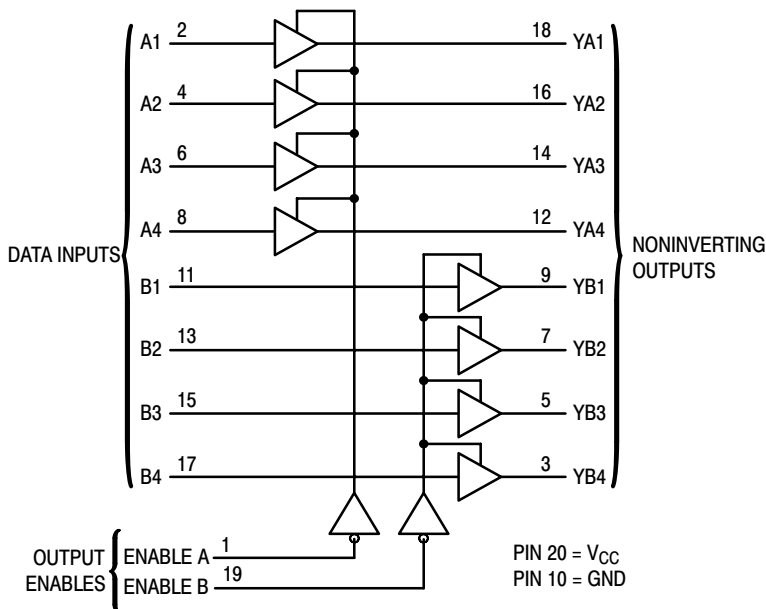 A1 2 18 YA1
A2 4 16 YA2
A3 6 14 YA3
A4 8 12 YA4
DATA INPUTS
NONINVERTING
OUTPUTS
B1 11 9 YB1
B2 13 7 YB2
B3 15 5 YB3
B4 17 3 YB4
OUTPUT
ENABLES
ENABLE A 1
ENABLE B 19
PIN 20 = VCC
PIN 10 = GND